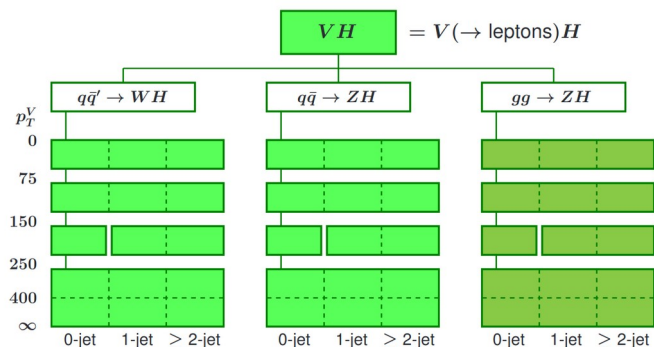 VH = V(→ leptons)H
qq̄′ → WH qq̄ → ZH gg → ZH
p_T^V
0
75
150
250
400
∞
0-jet 1-jet > 2-jet 0-jet 1-jet > 2-jet 0-jet 1-jet > 2-jet